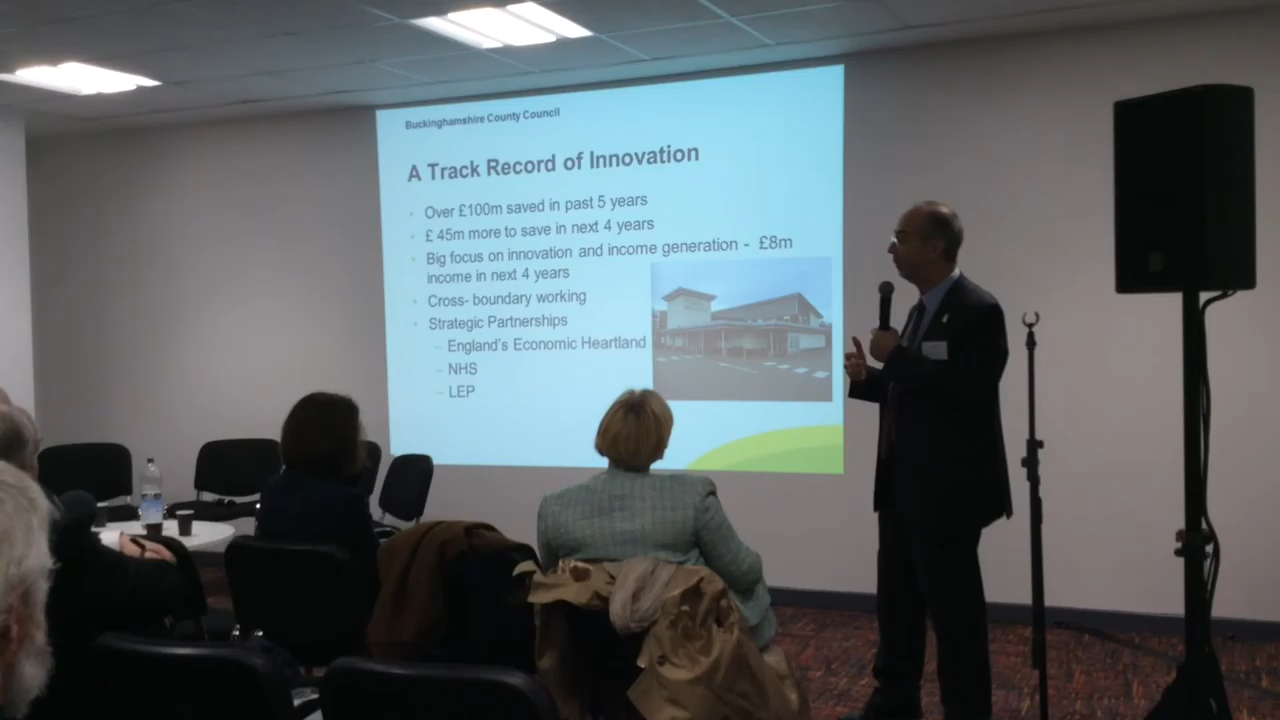 Buckinghamshire County Council
A Track Record of Innovation
• Over £100m saved in past 5 years
• £ 45m more to save in next 4 years
• Big focus on innovation and income generation - £8m
income in next 4 years
• Cross- boundary working
• Strategic Partnerships
– England's Economic Heartland
– NHS
– LEP